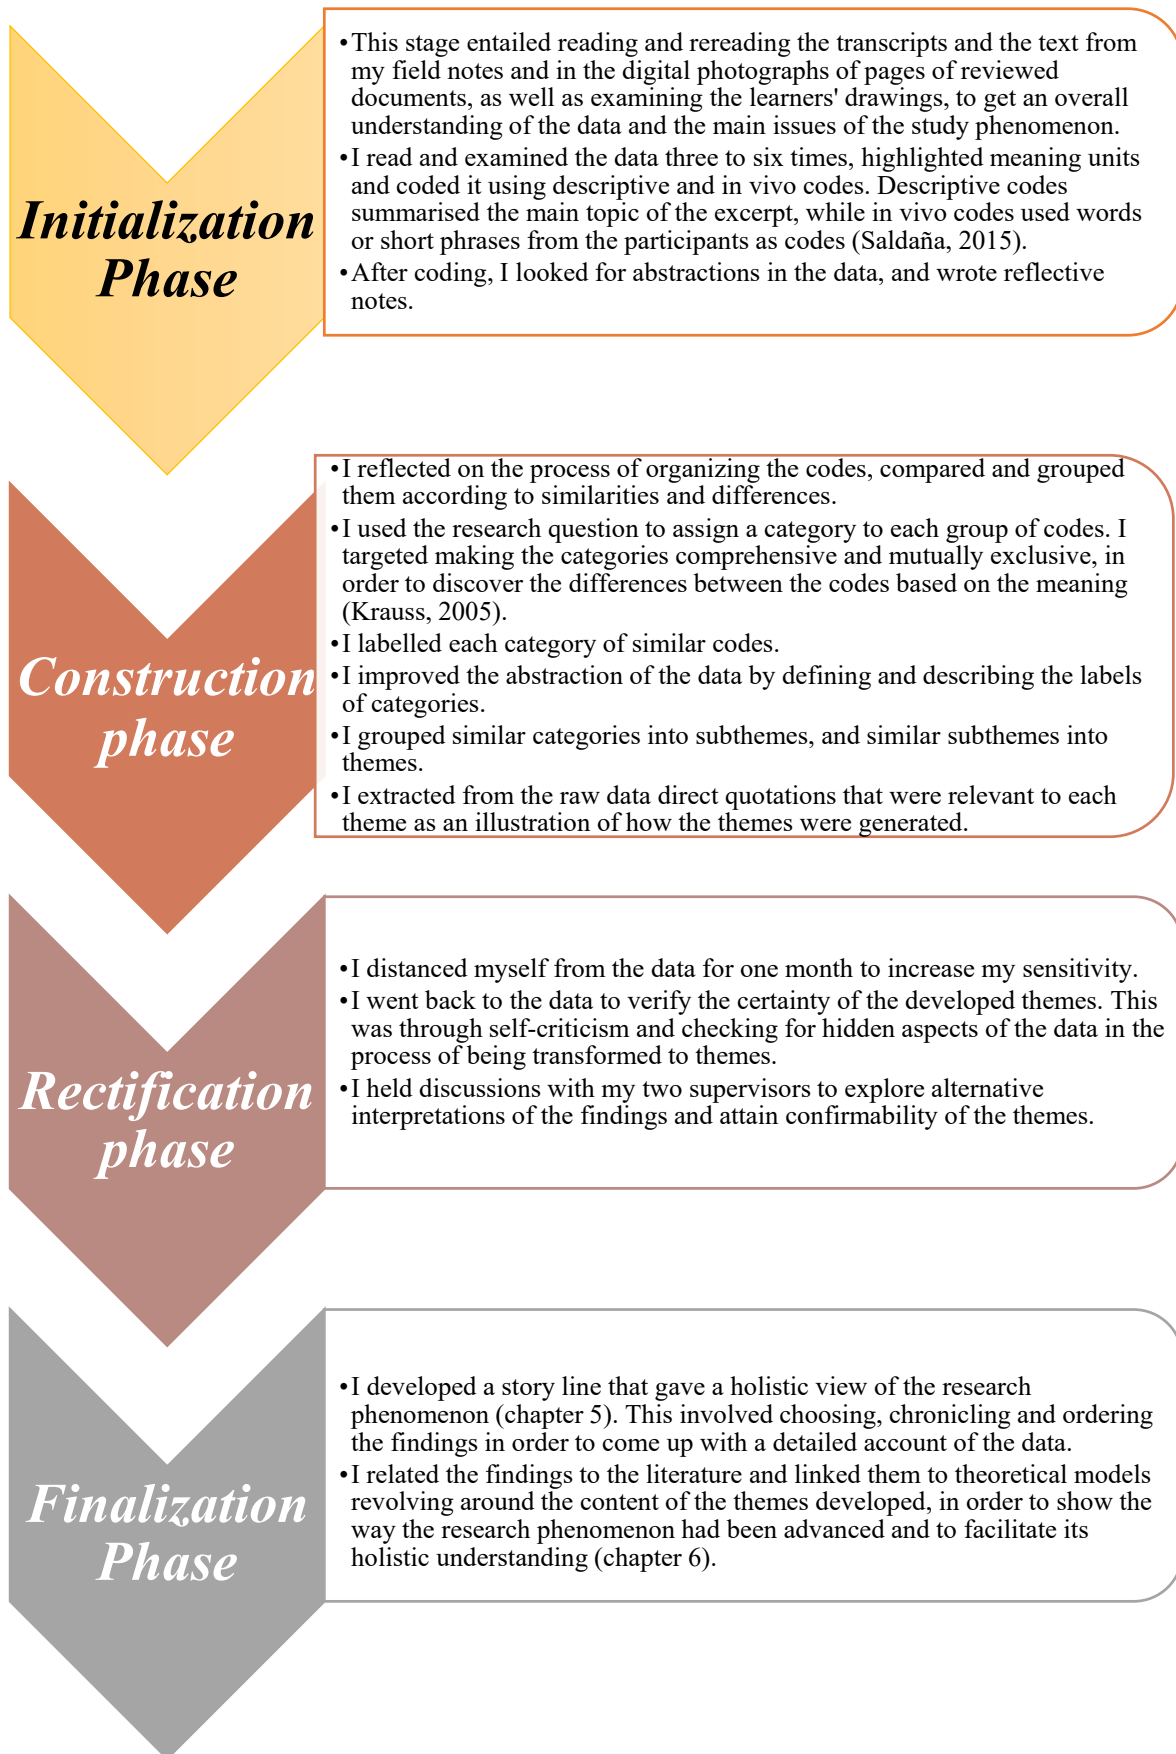 Initialization
Phase
•This stage entailed reading and rereading the transcripts and the text from
my field notes and in the digital photographs of pages of reviewed
documents, as well as examining the learners' drawings, to get an overall
understanding of the data and the main issues of the study phenomenon.
•I read and examined the data three to six times, highlighted meaning units
and coded it using descriptive and in vivo codes. Descriptive codes
summarised the main topic of the excerpt, while in vivo codes used words
or short phrases from the participants as codes (Saldaña, 2015).
•After coding, I looked for abstractions in the data, and wrote reflective
notes.
Construction
phase
•I reflected on the process of organizing the codes, compared and grouped
them according to similarities and differences.
•I used the research question to assign a category to each group of codes. I
targeted making the categories comprehensive and mutually exclusive, in
order to discover the differences between the codes based on the meaning
(Krauss, 2005).
•I labelled each category of similar codes.
•I improved the abstraction of the data by defining and describing the labels
of categories.
•I grouped similar categories into subthemes, and similar subthemes into
themes.
•I extracted from the raw data direct quotations that were relevant to each
theme as an illustration of how the themes were generated.
Rectification
phase
•I distanced myself from the data for one month to increase my sensitivity.
•I went back to the data to verify the certainty of the developed themes. This
was through self-criticism and checking for hidden aspects of the data in the
process of being transformed to themes.
•I held discussions with my two supervisors to explore alternative
interpretations of the findings and attain confirmability of the themes.
Finalization
Phase
•I developed a story line that gave a holistic view of the research
phenomenon (chapter 5). This involved choosing, chronicling and ordering
the findings in order to come up with a detailed account of the data.
•I related the findings to the literature and linked them to theoretical models
revolving around the content of the themes developed, in order to show the
way the research phenomenon had been advanced and to facilitate its
holistic understanding (chapter 6).